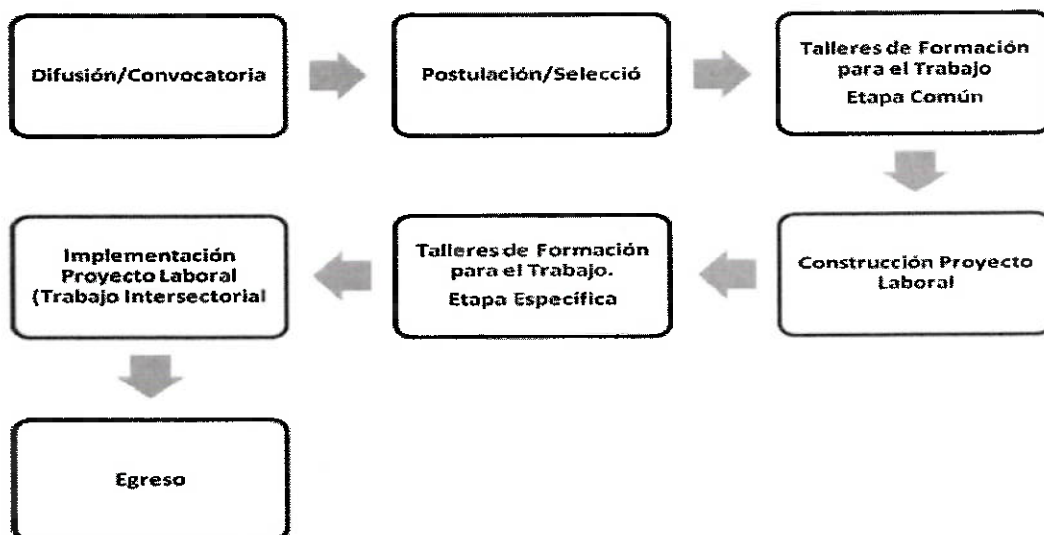 Difusión/Convocatoria
Postulación/Selecció
Talleres de Formación
para el Trabajo
Etapa Común
Construcción Proyecto
Laboral
Talleres de Formación
para el Trabajo.
Etapa Específica
Implementación
Proyecto Laboral
(Trabajo Intersectorial
Egreso